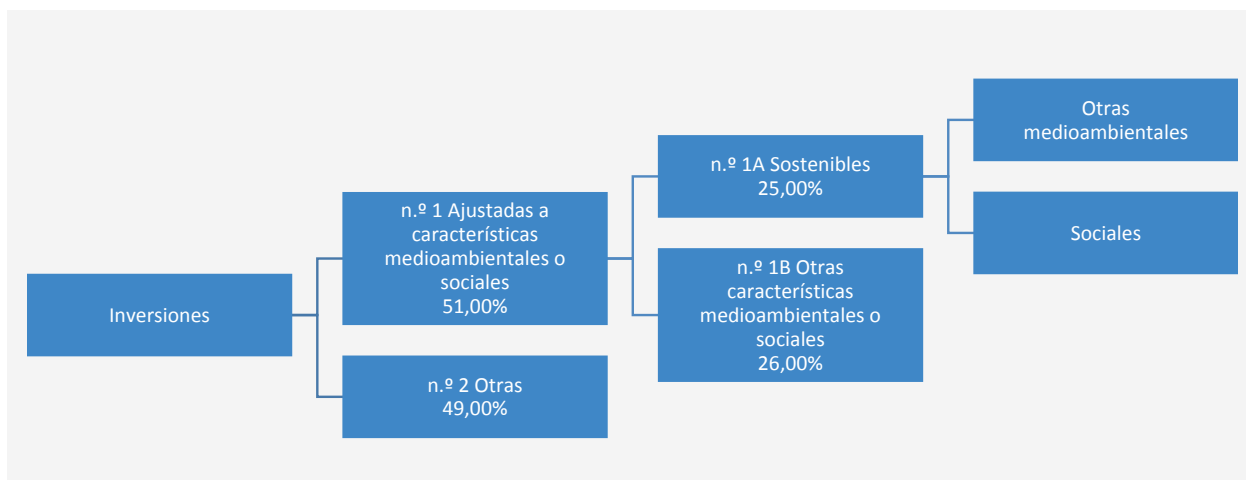 Inversiones
n.º 1 Ajustadas a
características
medioambientales o
sociales
51,00%
n.º 2 Otras
49,00%
n.º 1A Sostenibles
25,00%
n.º 1B Otras
características
medioambientales o
sociales
26,00%
Otras
medioambientales
Sociales